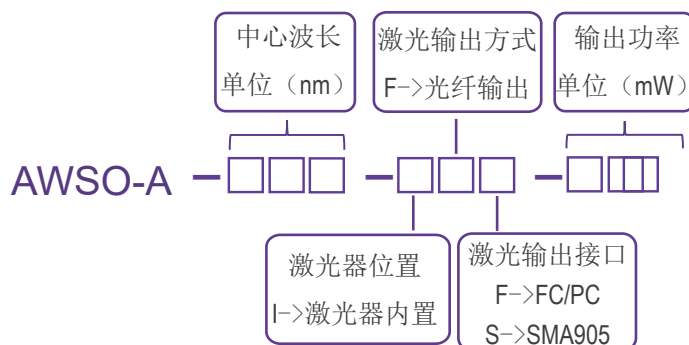 中心波长
单位（nm）
激光输出方式
F->光纤输出
输出功率
单位（mW）
AWSO-A
激光器位置
I->激光器内置
激光输出接口
F->FC/PC
S->SMA905